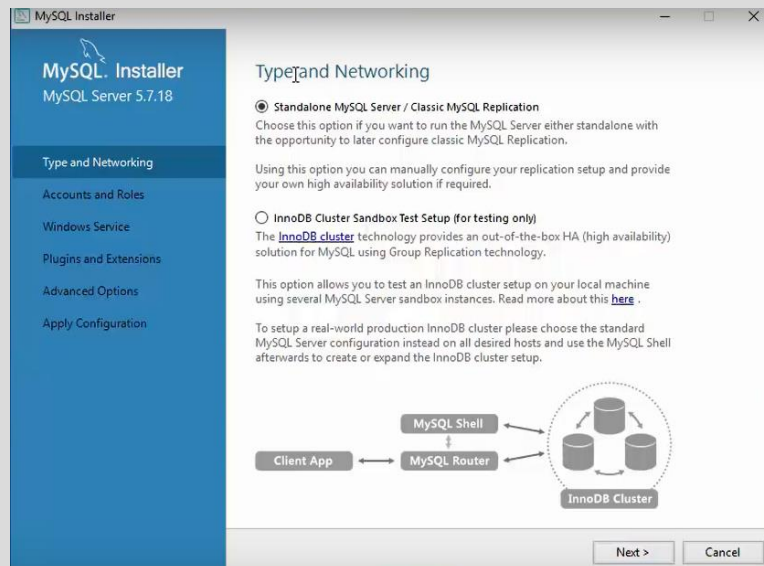 MySQL Installer
MySQL. Installer
MySQL Server 5.7.18
Type and Networking
Accounts and Roles
Windows Service
Plugins and Extensions
Advanced Options
Apply Configuration
Type and Networking
Standalone MySQL Server / Classic MySQL Replication
Choose this option if you want to run the MySQL Server either standalone with
the opportunity to later configure classic MySQL Replication.
Using this option you can manually configure your replication setup and provide
your own high availability solution if required.
InnoDB Cluster Sandbox Test Setup (for testing only)
The InnoDB cluster technology provides an out-of-the-box HA (high availability)
solution for MySQL using Group Replication technology.
This option allows you to test an InnoDB cluster setup on your local machine
using several MySQL Server sandbox instances. Read more about this here .
To setup a real-world production InnoDB cluster please choose the standard
MySQL Server configuration instead on all desired hosts and use the MySQL Shell
afterwards to create or expand the InnoDB cluster setup.
MySQL Shell
Client App
MySQL Router
InnoDB Cluster
Next >
Cancel